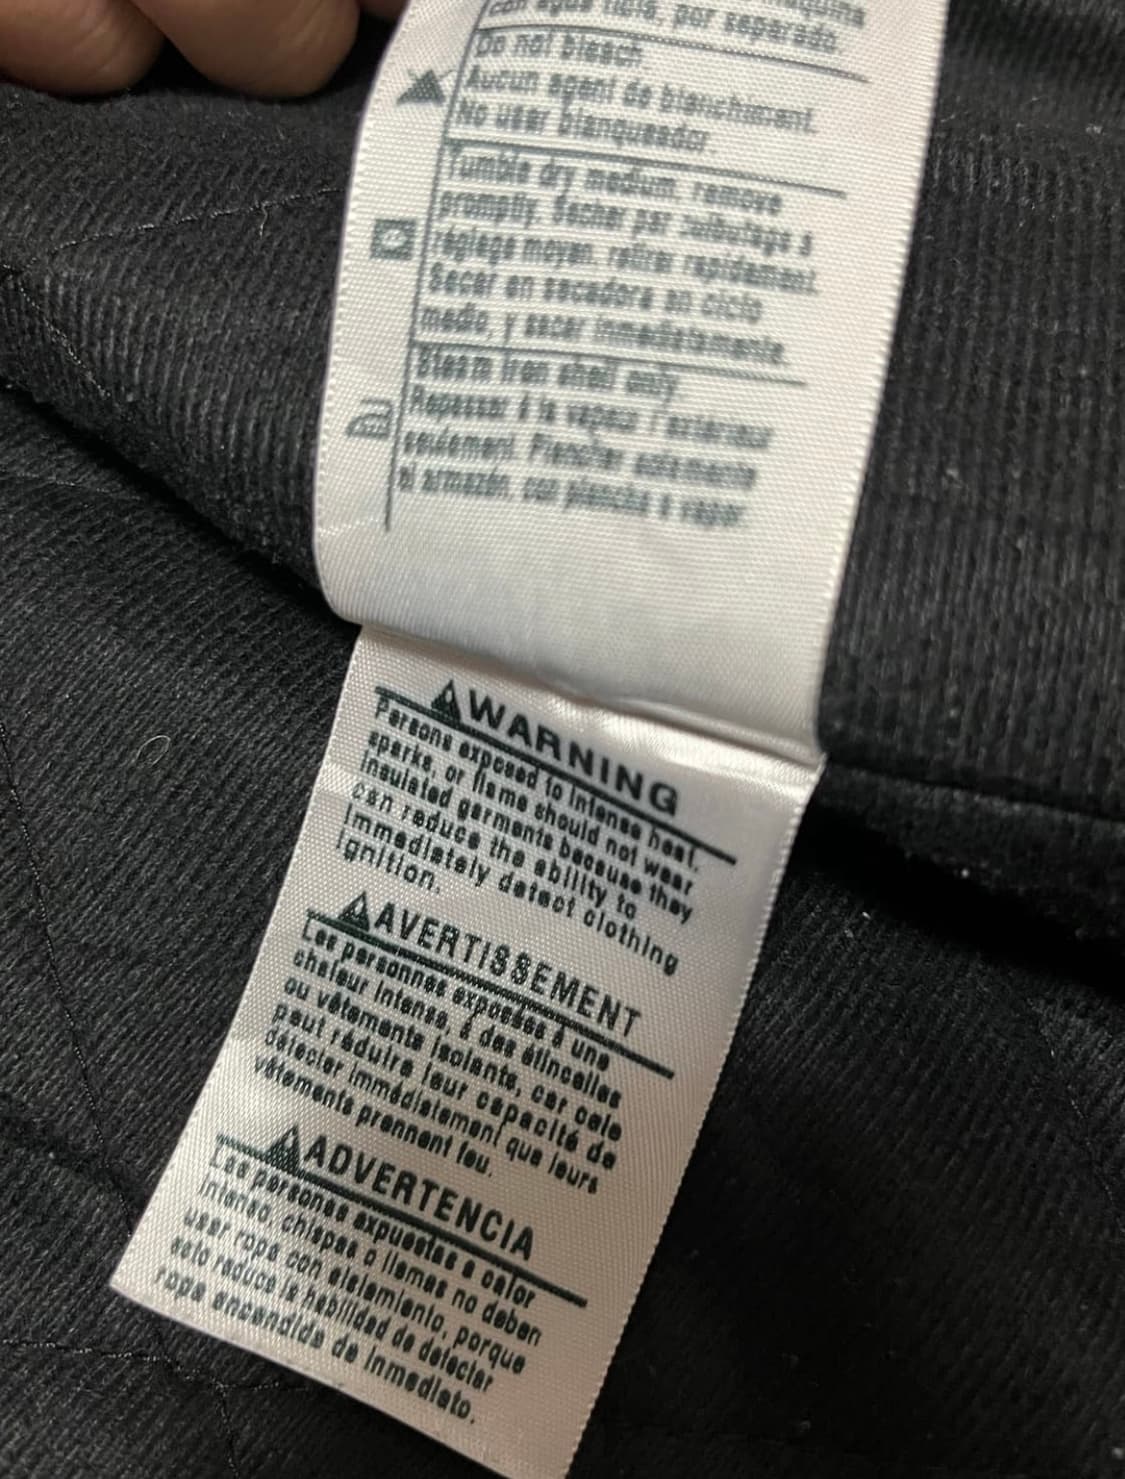 máquina
con agua fría, por separado.
Do not bleach.
Aucun agent de blanchiment.
No usar blanqueador.
Tumble dry medium, remove
promptly. Sécher par culbutage à
réglage moyen, retirer rapidement.
Secar en secadora en ciclo
medio, y sacar inmediatamente.
Steam iron shell only.
Repasser à la vapeur l'extérieur
seulement. Planchar solamente
el armazón, con plancha a vapor.
WARNING
Persons exposed to intense heat,
sparks, or flame should not wear
insulated garments because they
can reduce the ability to
immediately detect clothing
ignition.
AVERTISSEMENT
Les personnes exposées à une
chaleur intense, à des étincelles
ou vêtements isolants, car cela
peut réduire leur capacité de
détecter immédiatement que leurs
vêtements prennent feu.
ADVERTENCIA
Las personas expuestas a calor
intenso, chispas o llamas no deben
usar ropa con aislamiento, porque
esto reduce la habilidad de detectar
ropa encendida de inmediato.